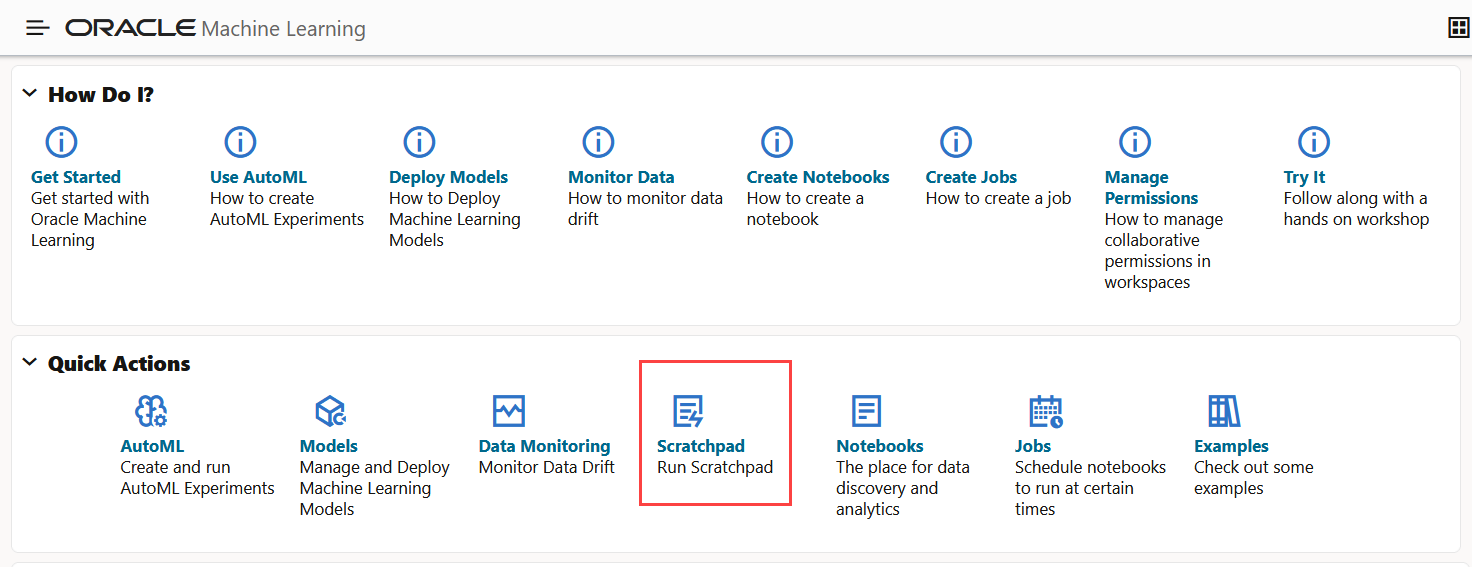 ORACLE Machine Learning
How Do I?
Get Started
Get started with
Oracle Machine
Learning
Use AutoML
How to create
AutoML Experiments
Deploy Models
How to Deploy
Machine Learning
Models
Monitor Data
How to monitor data
drift
Create Notebooks
How to create a
notebook
Create Jobs
How to create a job
Manage
Permissions
How to manage
collaborative
permissions in
workspaces
Try It
Follow along with a
hands on workshop
Quick Actions
AutoML
Create and run
AutoML Experiments
Models
Manage and Deploy
Machine Learning
Models
Data Monitoring
Monitor Data Drift
Scratchpad
Run Scratchpad
Notebooks
The place for data
discovery and
analytics
Jobs
Schedule notebooks
to run at certain
times
Examples
Check out some
examples